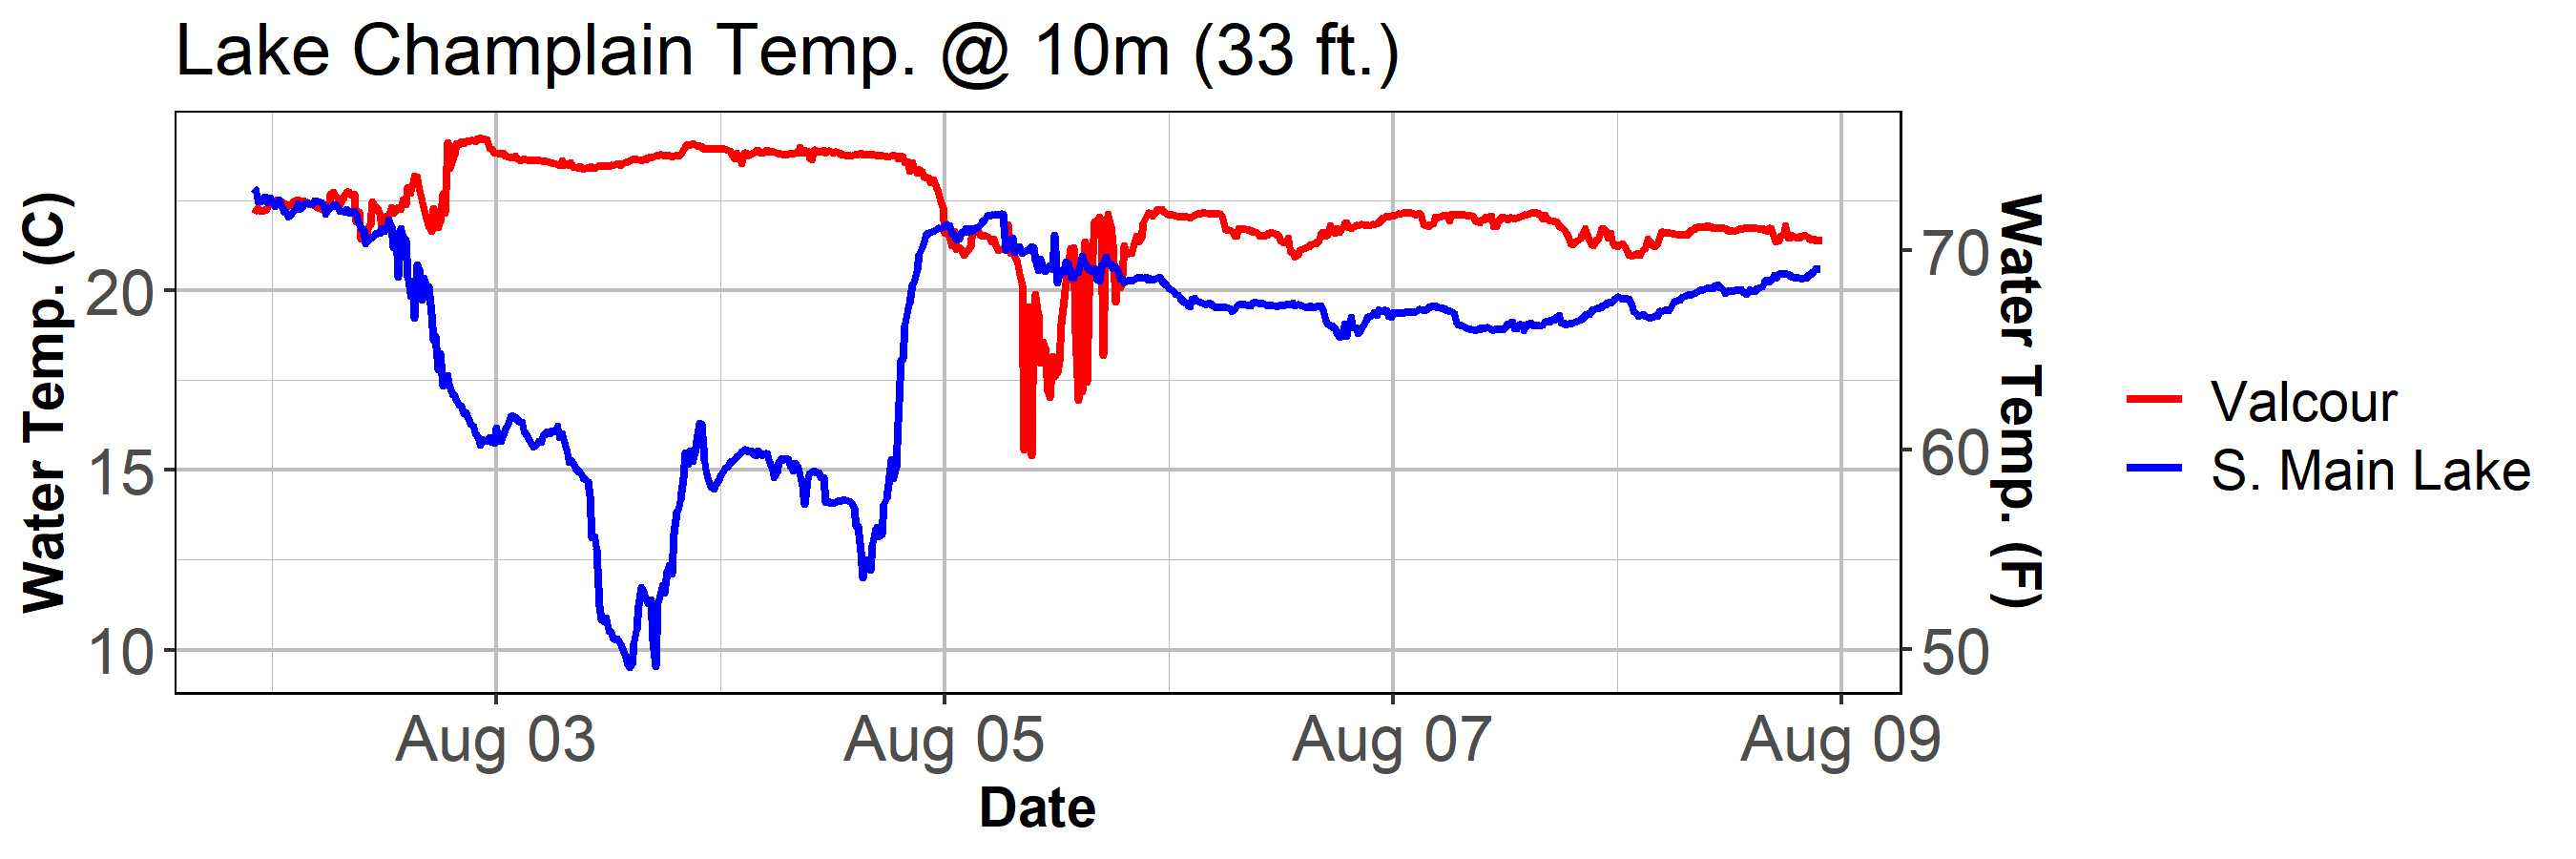 Lake Champlain Temp. @ 10m (33 ft.)
Water Temp. (C)
20
15
10
70
60
50
Water Temp. (F)
Aug 03
Aug 05
Aug 07
Aug 09
Date
Valcour
S. Main Lake